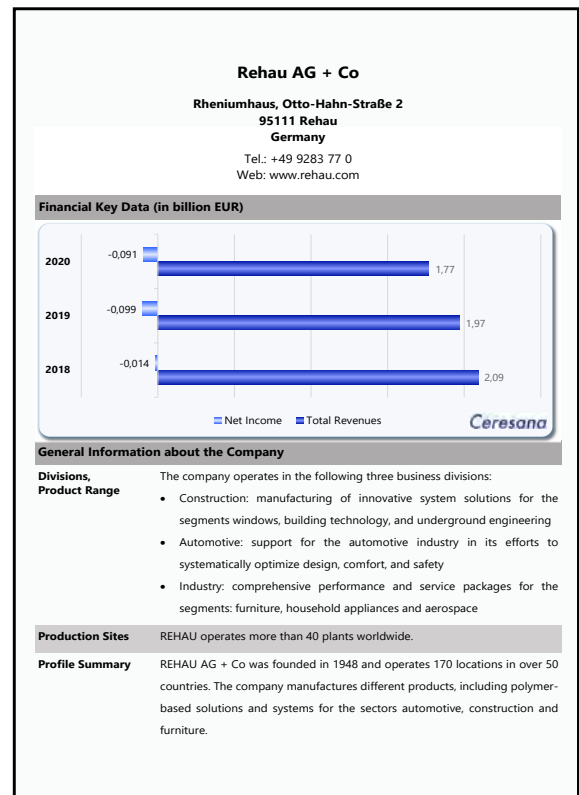 Rehau AG + Co
Rheniumhaus, Otto-Hahn-Straße 2
95111 Rehau
Germany
Tel.: +49 9283 77 0
Web: www.rehau.com
Financial Key Data (in billion EUR)
2020
-0,091
1,77
2019
-0,099
1,97
2018
-0,014
2,09
Net Income Total Revenues
Ceresana
General Information about the Company
Divisions, Product Range
The company operates in the following three business divisions:
• Construction: manufacturing of innovative system solutions for the
segments windows, building technology, and underground engineering
• Automotive: support for the automotive industry in its efforts to
systematically optimize design, comfort, and safety
• Industry: comprehensive performance and service packages for the
segments: furniture, household appliances and aerospace
Production Sites
REHAU operates more than 40 plants worldwide.
Profile Summary
REHAU AG + Co was founded in 1948 and operates 170 locations in over 50
countries. The company manufactures different products, including polymer-
based solutions and systems for the sectors automotive, construction and
furniture.